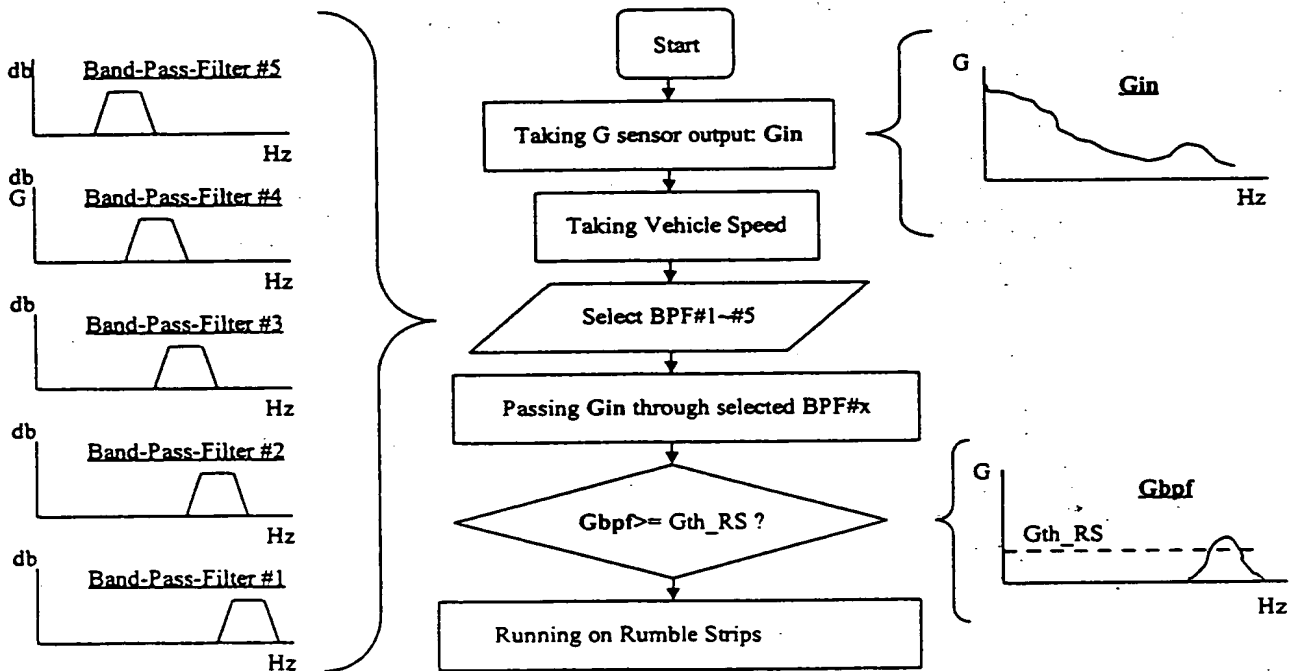 db
Band-Pass-Filter #5
Hz
db
G
Band-Pass-Filter #4
Hz
db
Band-Pass-Filter #3
Hz
db
Band-Pass-Filter #2
Hz
db
Band-Pass-Filter #1
Hz
Start
Taking G sensor output: Gin
Taking Vehicle Speed
Select BPF#1~#5
Passing Gin through selected BPF#x
Gbpf>= Gth_RS ?
Running on Rumble Strips
G
Gin
Hz
G
Gbpf
Gth_RS
Hz